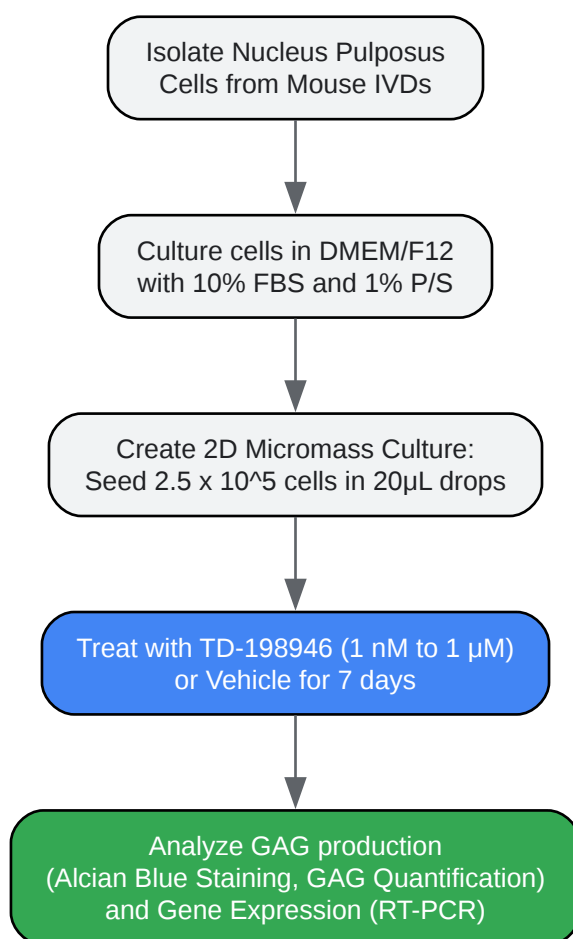 Isolate Nucleus Pulposus
Cells from Mouse IVDs
Culture cells in DMEM/F12
with 10% FBS and 1% P/S
Create 2D Micromass Culture:
Seed 2.5 x 10^5 cells in 20μL drops
Treat with TD-198946 (1 nM to 1 μM)
or Vehicle for 7 days
Analyze GAG production
(Alcian Blue Staining, GAG Quantification)
and Gene Expression (RT-PCR)